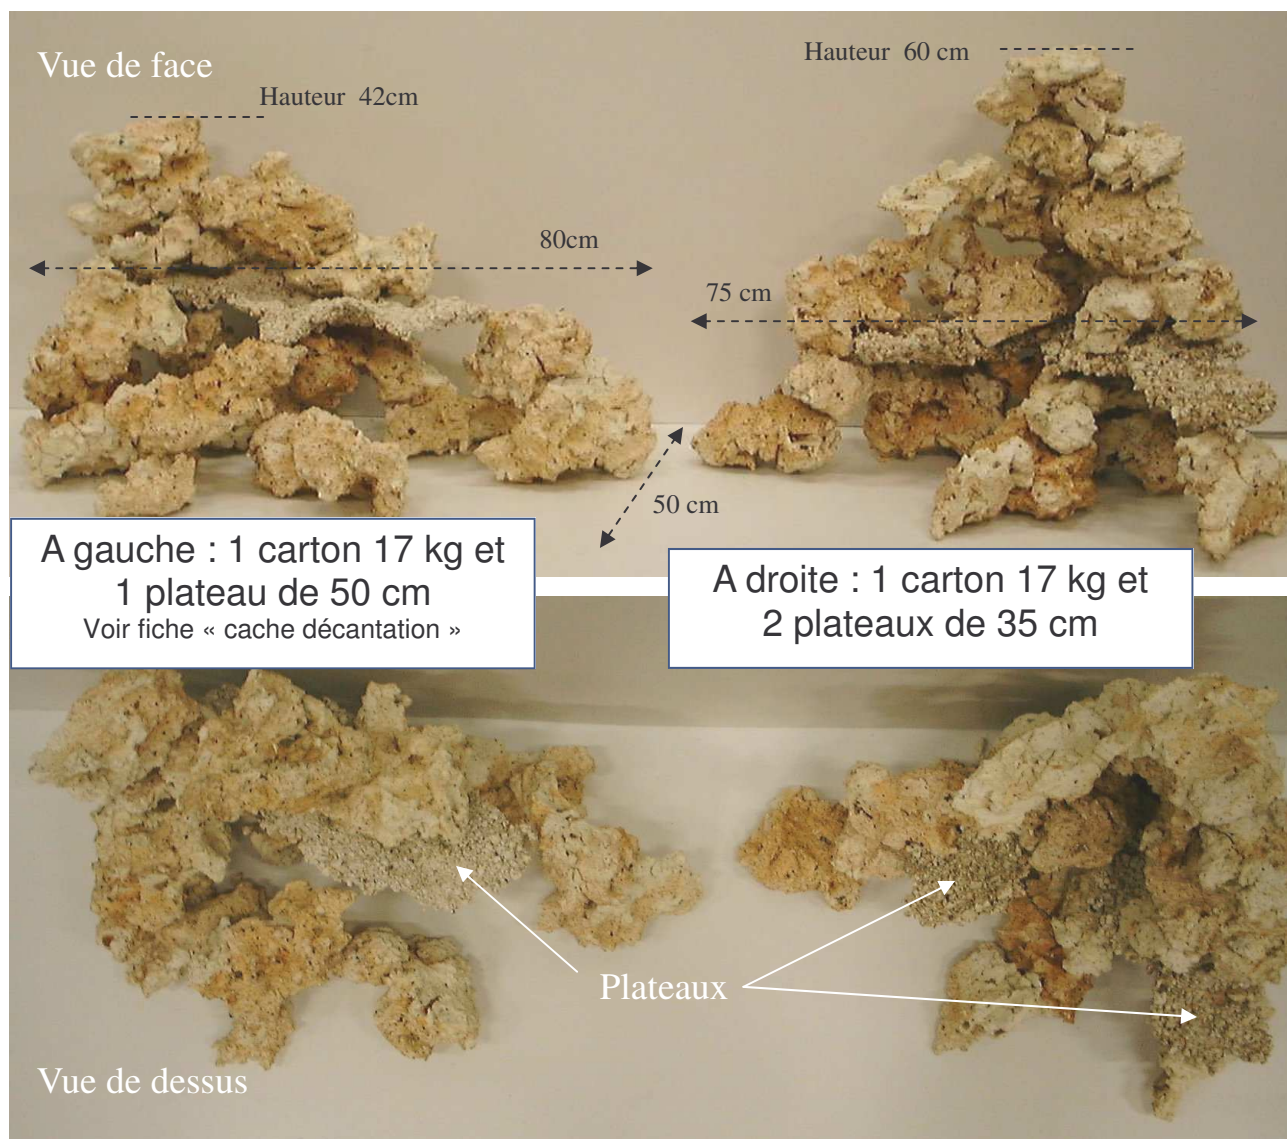 Vue de face
Hauteur 42cm
Hauteur 60 cm
80cm
75 cm
50 cm
A gauche : 1 carton 17 kg et
1 plateau de 50 cm
Voir fiche « cache décantation »
A droite : 1 carton 17 kg et
2 plateaux de 35 cm
Plateaux
Vue de dessus